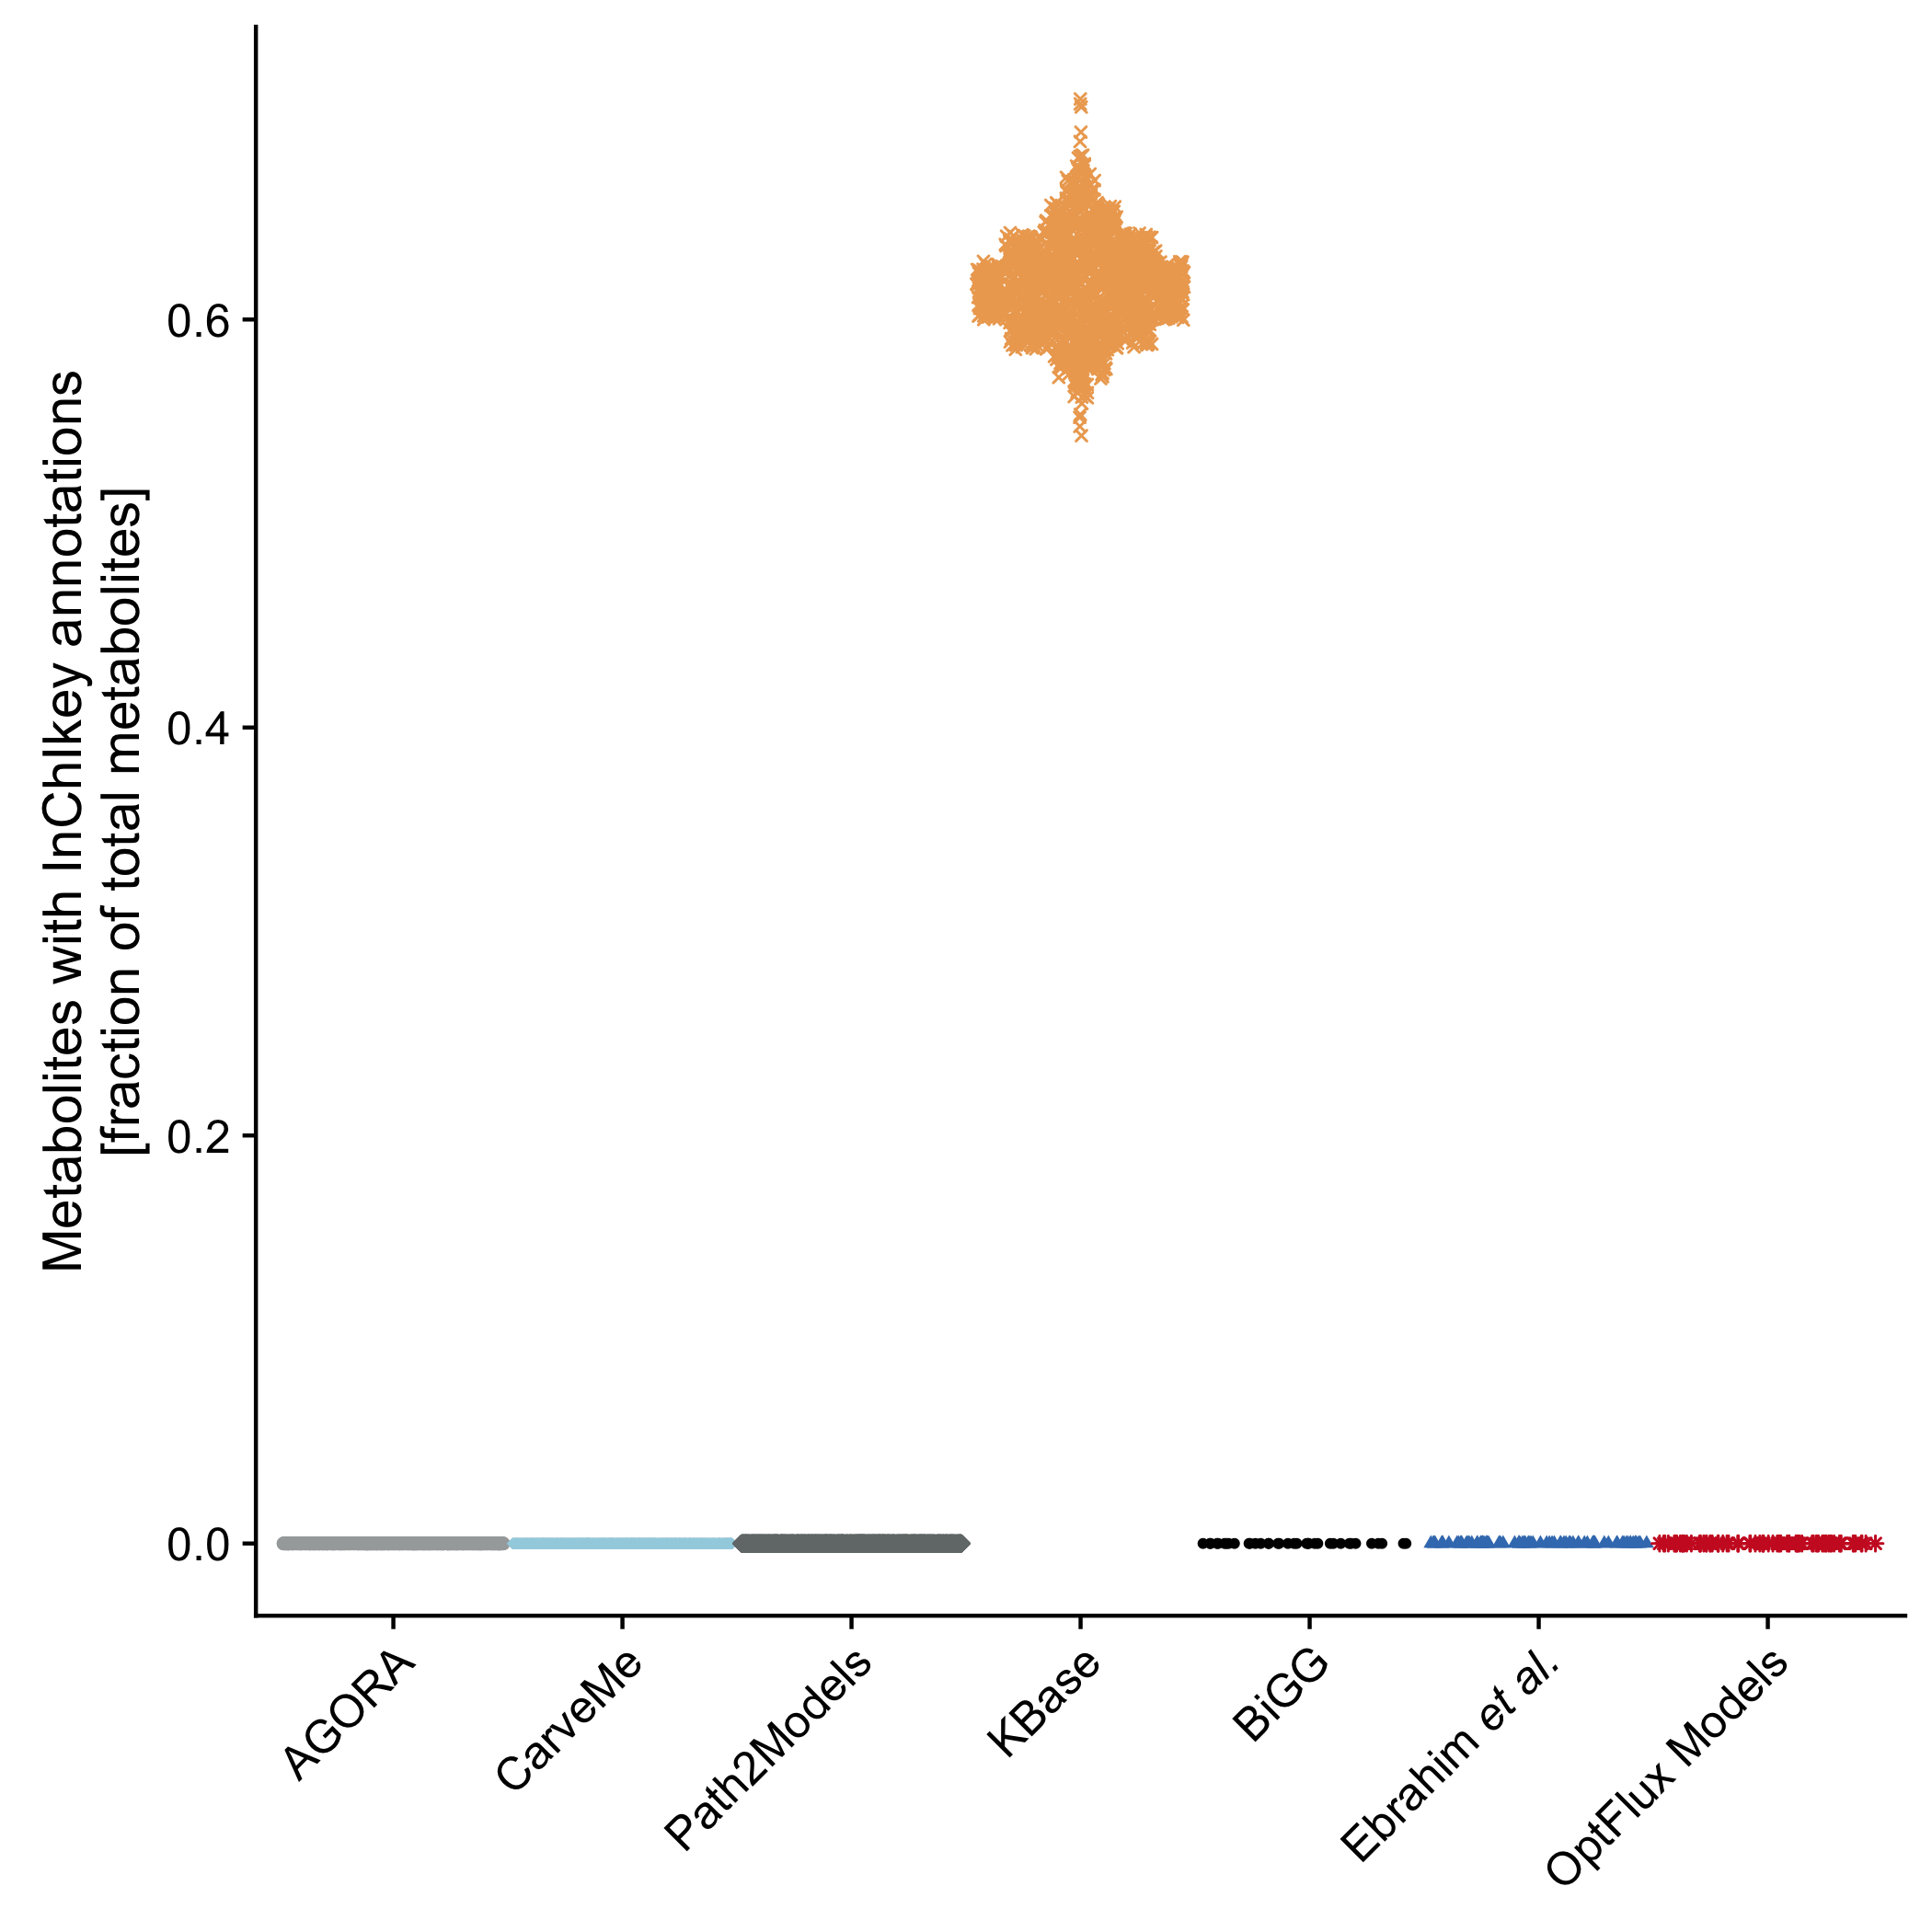 Metabolites with InChIkey annotations
[fraction of total metabolites]
0.6
0.4
0.2
0.0
AGORA
CarveMe
Path2Models
KBase
BiGG
Ebrahim et al.
OptFlux Models